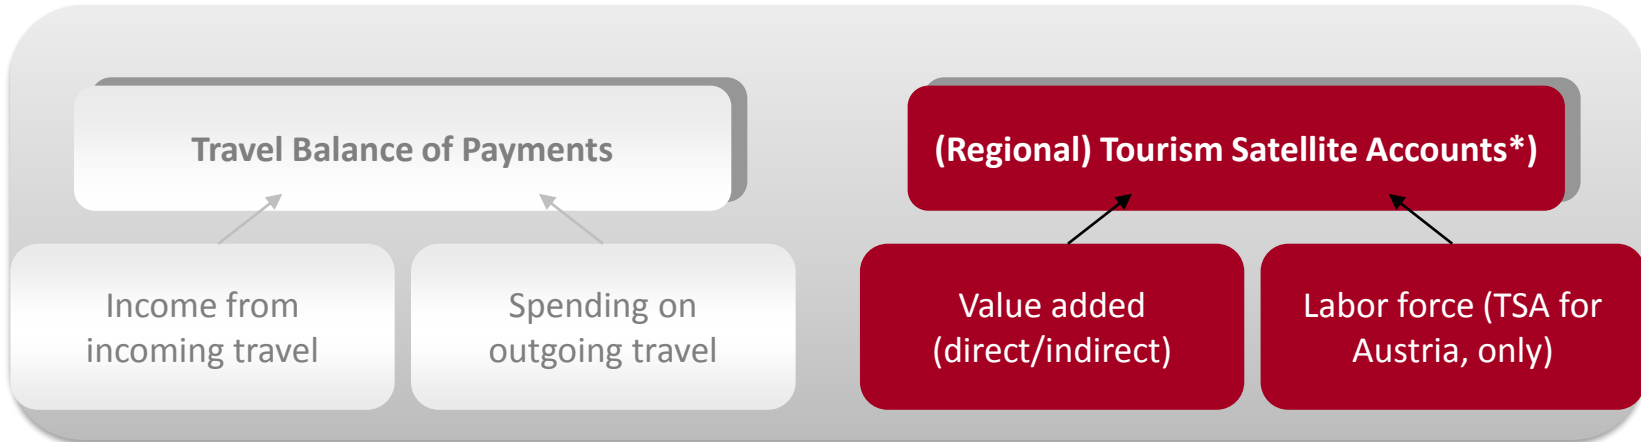 Travel Balance of Payments
(Regional) Tourism Satellite Accounts*)
Income from
incoming travel
Spending on
outgoing travel
Value added
(direct/indirect)
Labor force (TSA for
Austria, only)